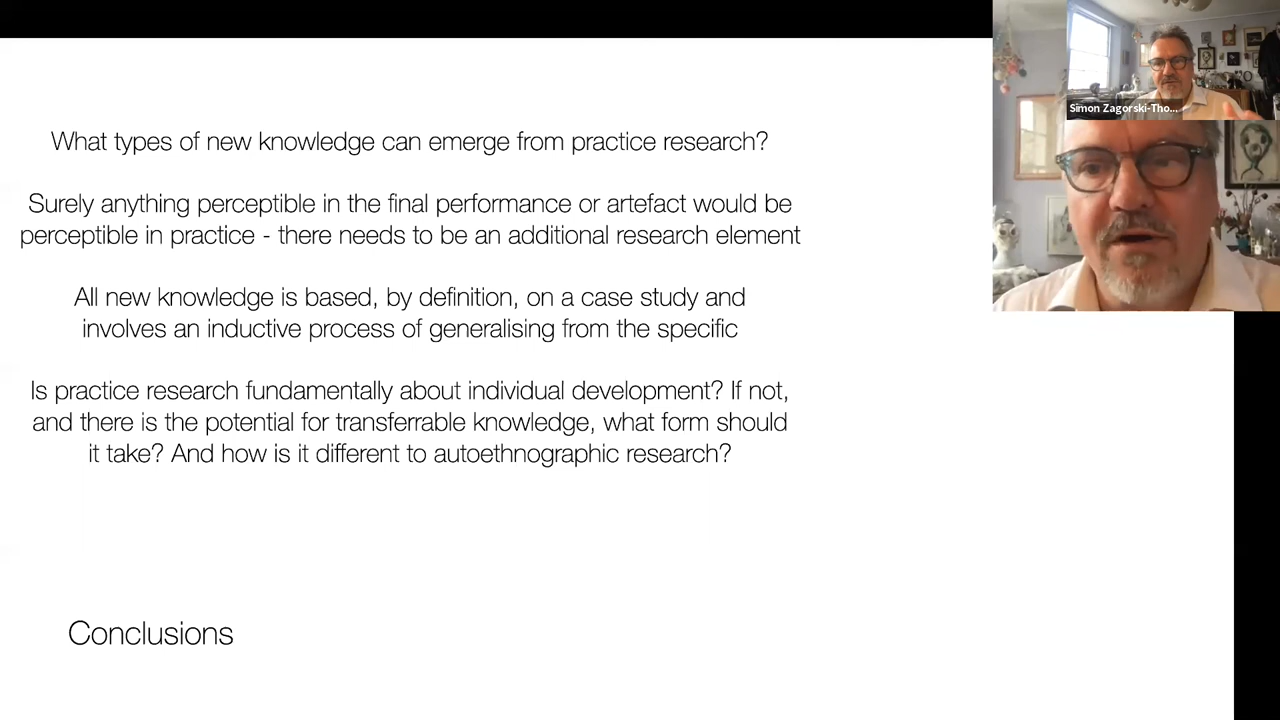 Simon Zagorski-Tho...
What types of new knowledge can emerge from practice research?
Surely anything perceptible in the final performance or artefact would be
perceptible in practice - there needs to be an additional research element
All new knowledge is based, by definition, on a case study and
involves an inductive process of generalising from the specific
Is practice research fundamentally about individual development? If not,
and there is the potential for transferrable knowledge, what form should
it take? And how is it different to autoethnographic research?
Conclusions